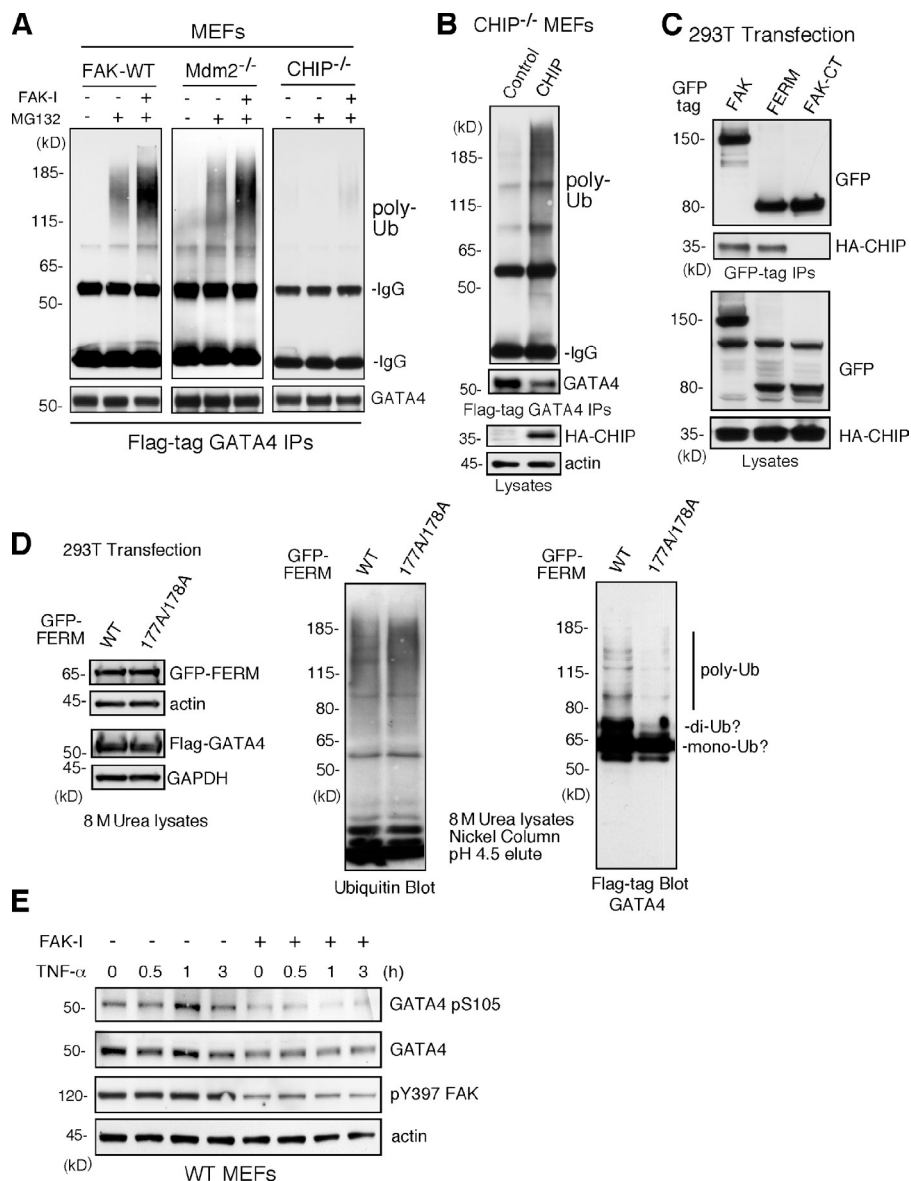 A
MEFs
FAK-WT Mdm2-/- CHIP-/-
FAK-I - - + - - + - - +
MG132 - + + - + + - + +
(kD)
185-
poly-
Ub
115-
65-
-IgG
50-
-IgG
50- GATA4
Flag-tag GATA4 IPs
B
CHIP-/- MEFs
Control CHIP
(kD)
185-
poly-
Ub
115-
65-
50-
-IgG
50- GATA4
Flag-tag GATA4 IPs
35- HA-CHIP
45- actin
Lysates
C
293T Transfection
GFP
tag
FAK FERM FAK-CT
150-
GFP
80-
35- HA-CHIP
(kD) GFP-tag IPs
150-
GFP
80-
35- HA-CHIP
(kD) Lysates
D
293T Transfection
GFP-
FERM
WT 177A/178A
65- GFP-FERM
45- actin
50- Flag-GATA4
45- GAPDH
(kD)
8 M Urea lysates
GFP-
FERM
WT 177A/178A
185-
115-
80-
65-
50-
(kD)
Ubiquitin Blot
8 M Urea lysates
Nickel Column
pH 4.5 elute
GFP-
FERM
WT 177A/178A
185-
115-
poly-Ub
80-
-di-Ub?
65-
-mono-Ub?
50-
(kD)
Flag-tag Blot
GATA4
E
FAK-I - - - - + + + +
TNF-α 0 0.5 1 3 0 0.5 1 3 (h)
50- GATA4 pS105
50- GATA4
120- pY397 FAK
45- actin
(kD)
WT MEFs